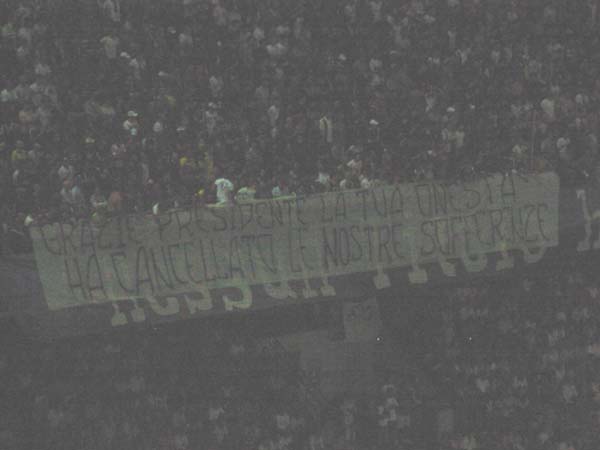 GRAZIE PRESIDENTE LA TUA ONESTÀ
HA CANCELLATO LE NOSTRE SOFFERENZE